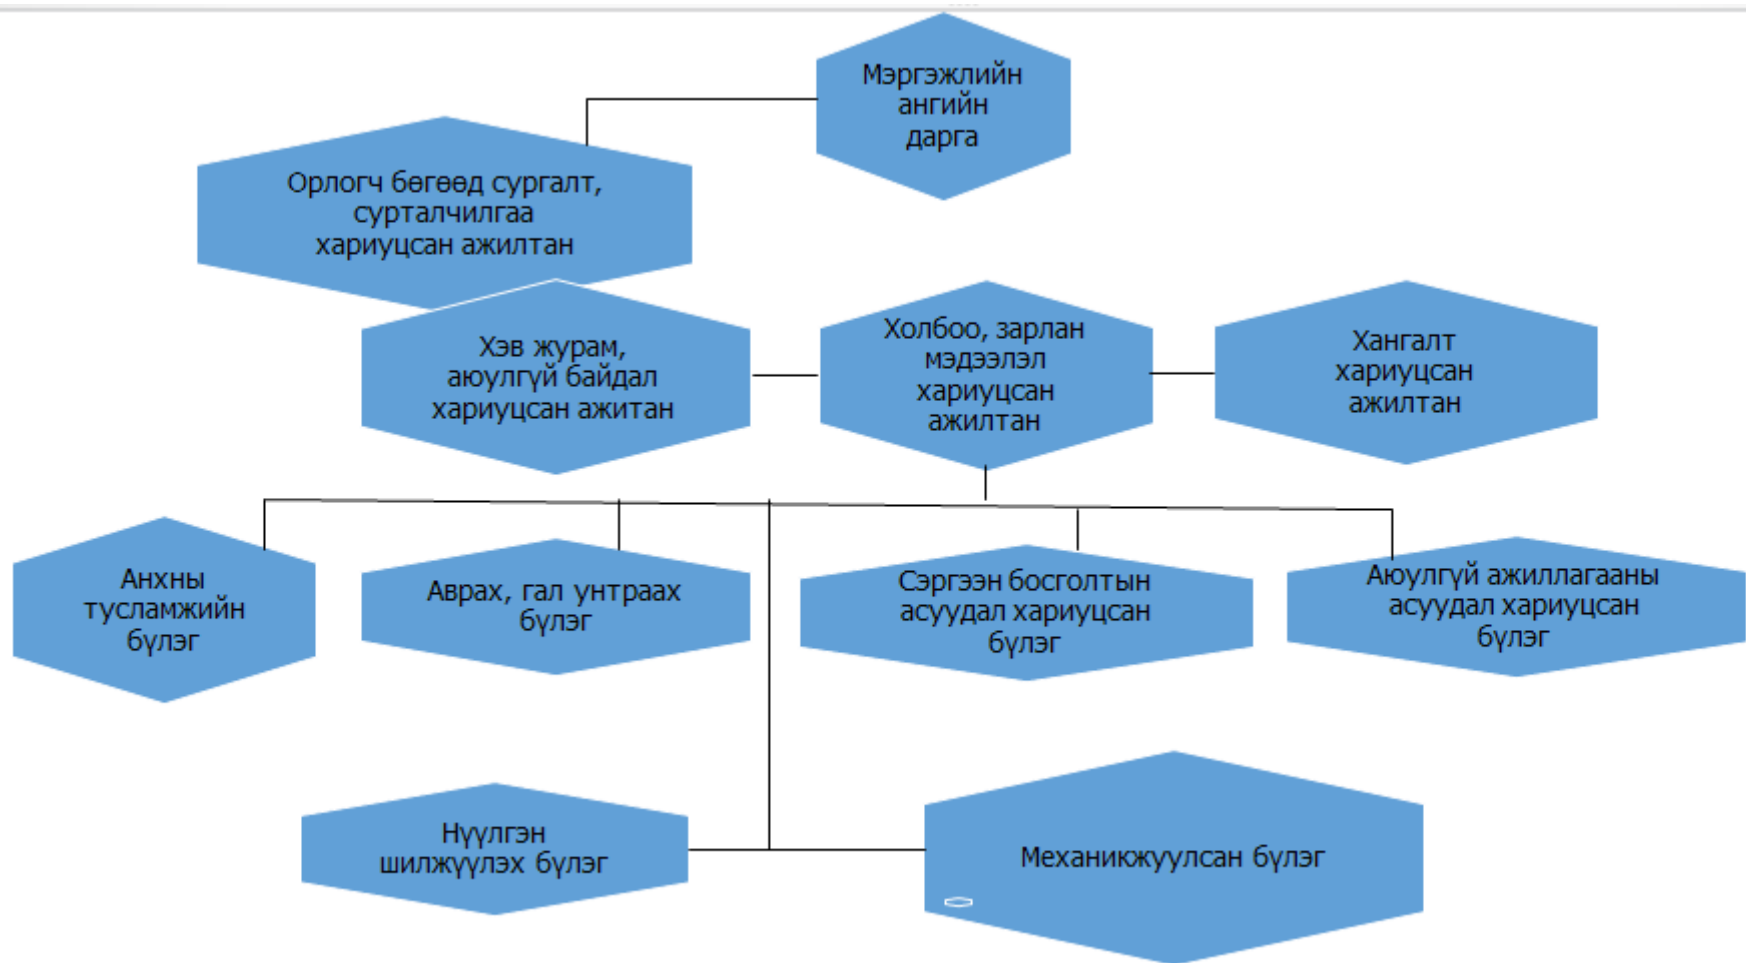 Мэргэжлийн
ангийн
дарга
Орлогч бөгөөд сургалт,
сурталчилгаа
хариуцсан ажилтан
Хэв журам,
аюулгүй байдал
хариуцсан ажитан
Холбоо, зарлан
мэдээлэл
хариуцсан
ажилтан
Хангалт
хариуцсан
ажилтан
Анхны
тусламжийн
бүлэг
Аврах, гал унтраах
бүлэг
Сэргээн босголтын
асуудал хариуцсан
бүлэг
Аюулгүй ажиллагааны
асуудал хариуцсан
бүлэг
Нүүлгэн
шилжүүлэх бүлэг
Механикжуулсан бүлэг